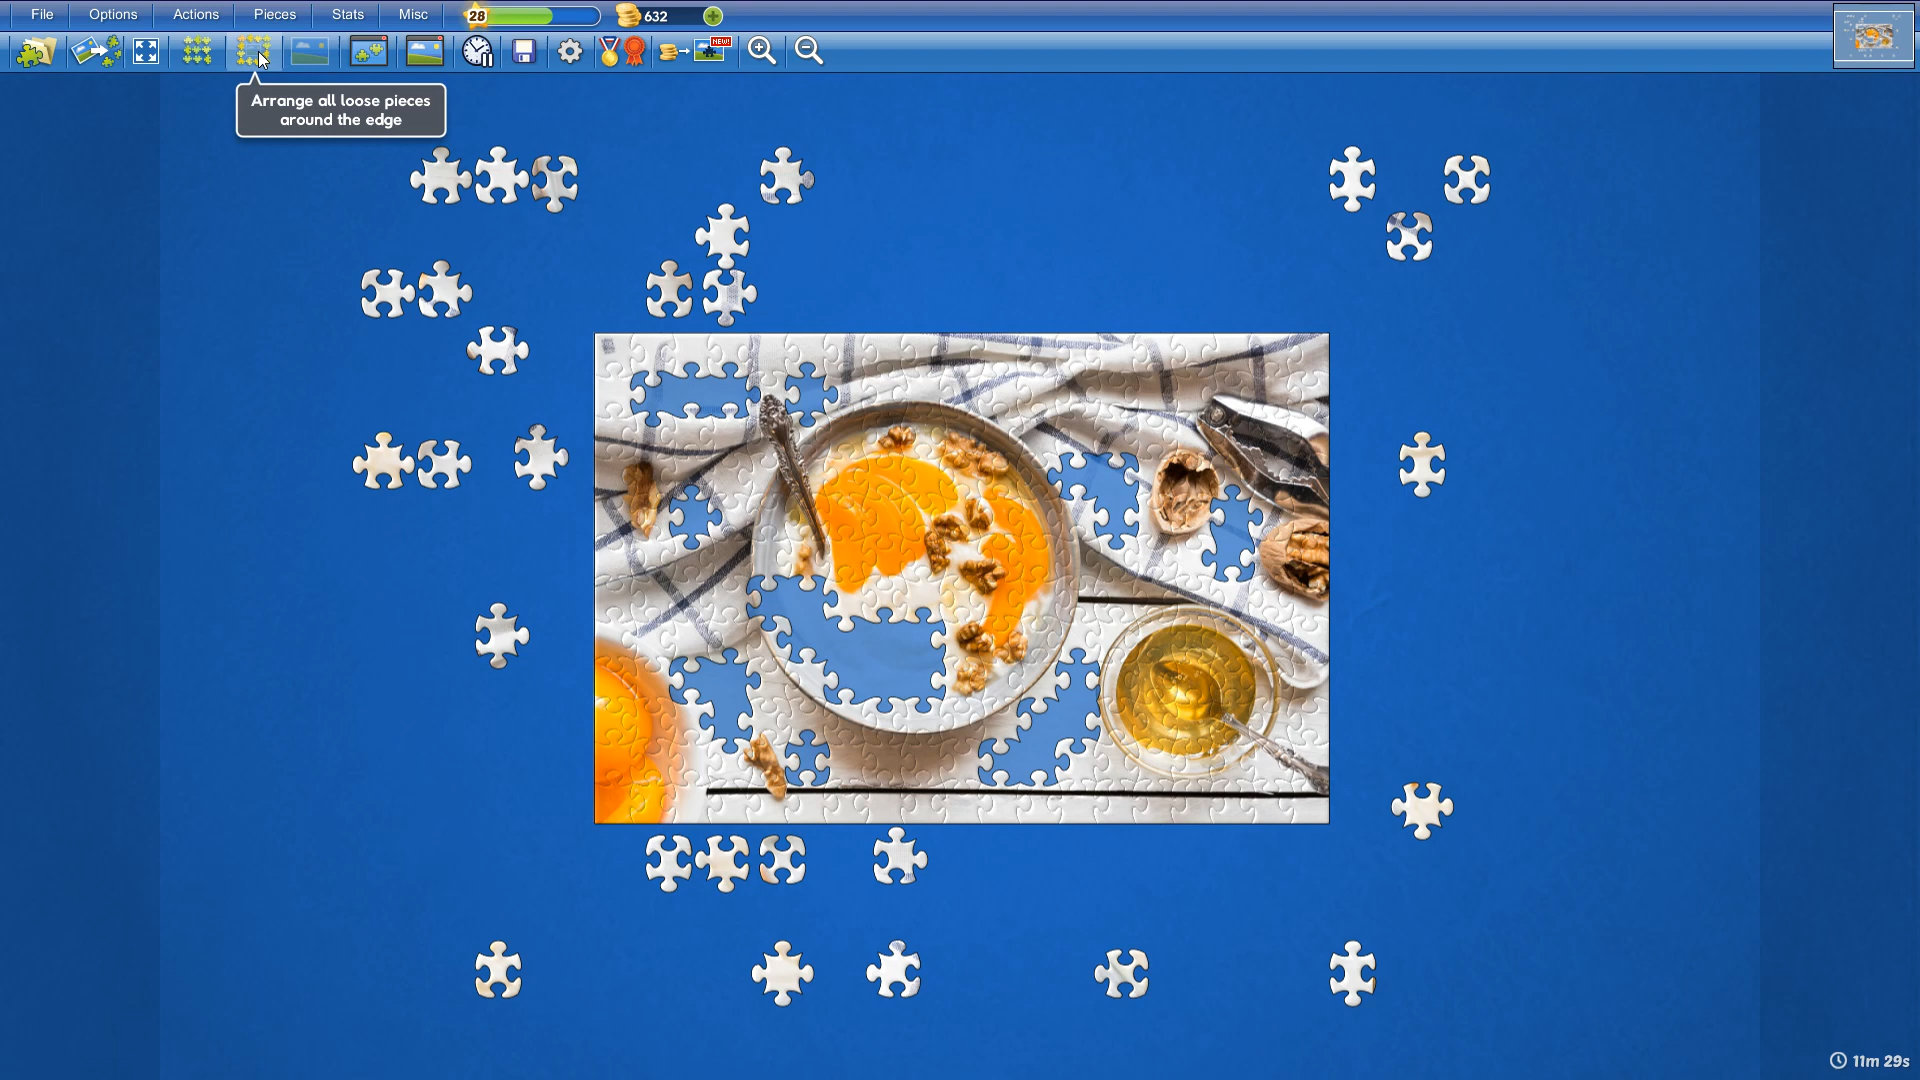 File Options Actions Pieces Stats Misc 28 632
NEW!
Arrange all loose pieces
around the edge
11m 29s